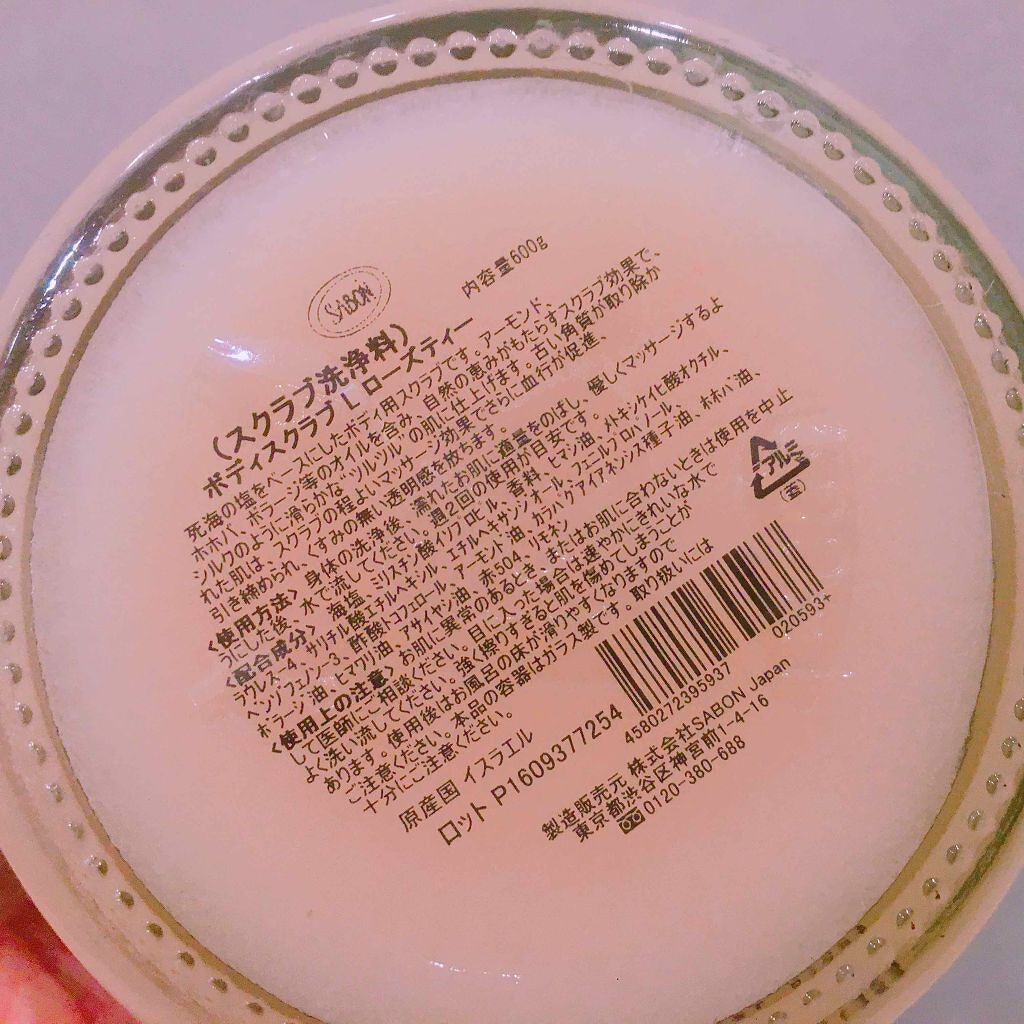 SABON
内容量600g
(スクラブ洗浄料)
ボディスクラブ L ローズティー
死海の塩をベースにしたボディ用スクラブです。アーモンド、
ホホバ、ボラージ等のオイルを含み、自然の恵みがもたらすスクラブ効果で、
シルクのように滑らかな"ツルツル"の肌に仕上げます。古い角質が取り除か
れた肌は、スクラブの程よいマッサージ効果でさらに血行が促進、
引き締められ、くすみの無い透明感を放ちます。
<使用方法> 身体の洗浄後、濡れたお肌に適量をのばし、優しくマッサージするよ
うにした後、水で流してください。週2回の使用が目安です。
<配合成分> 海塩、ミリスチン酸イソプロピル、香料、ヒマシ油、メトキシケイヒ酸オクチル、
ラウレス-4、サリチル酸エチルヘキシル、エチルヘキサンジオール、フェニルプロパノール、
ベンゾフェノン-3、酢酸トコフェロール、アーモンド油、カラパグアイアネンシス種子油、ホホバ油、
ボラージ油、ヒマワリ油、アサイヤシ油、赤504、リモネン
<使用上の注意> お肌に異常のあるとき、またはお肌に合わないときは使用を中止
して医師にご相談ください。目に入った場合は速やかにきれいな水で
よく洗い流してください。強く擦りすぎると肌を傷めてしまうことが
あります。使用後はお風呂の床が滑りやすくなりますので
ご注意ください。本品の容器はガラス製です。取り扱いには
十分にご注意ください。
アルミ
(蓋)
原産国 イスラエル
ロット P1609377254
4580272395937
020593+
製造販売元 株式会社SABON Japan
東京都渋谷区神宮前1-4-16
0120-380-688